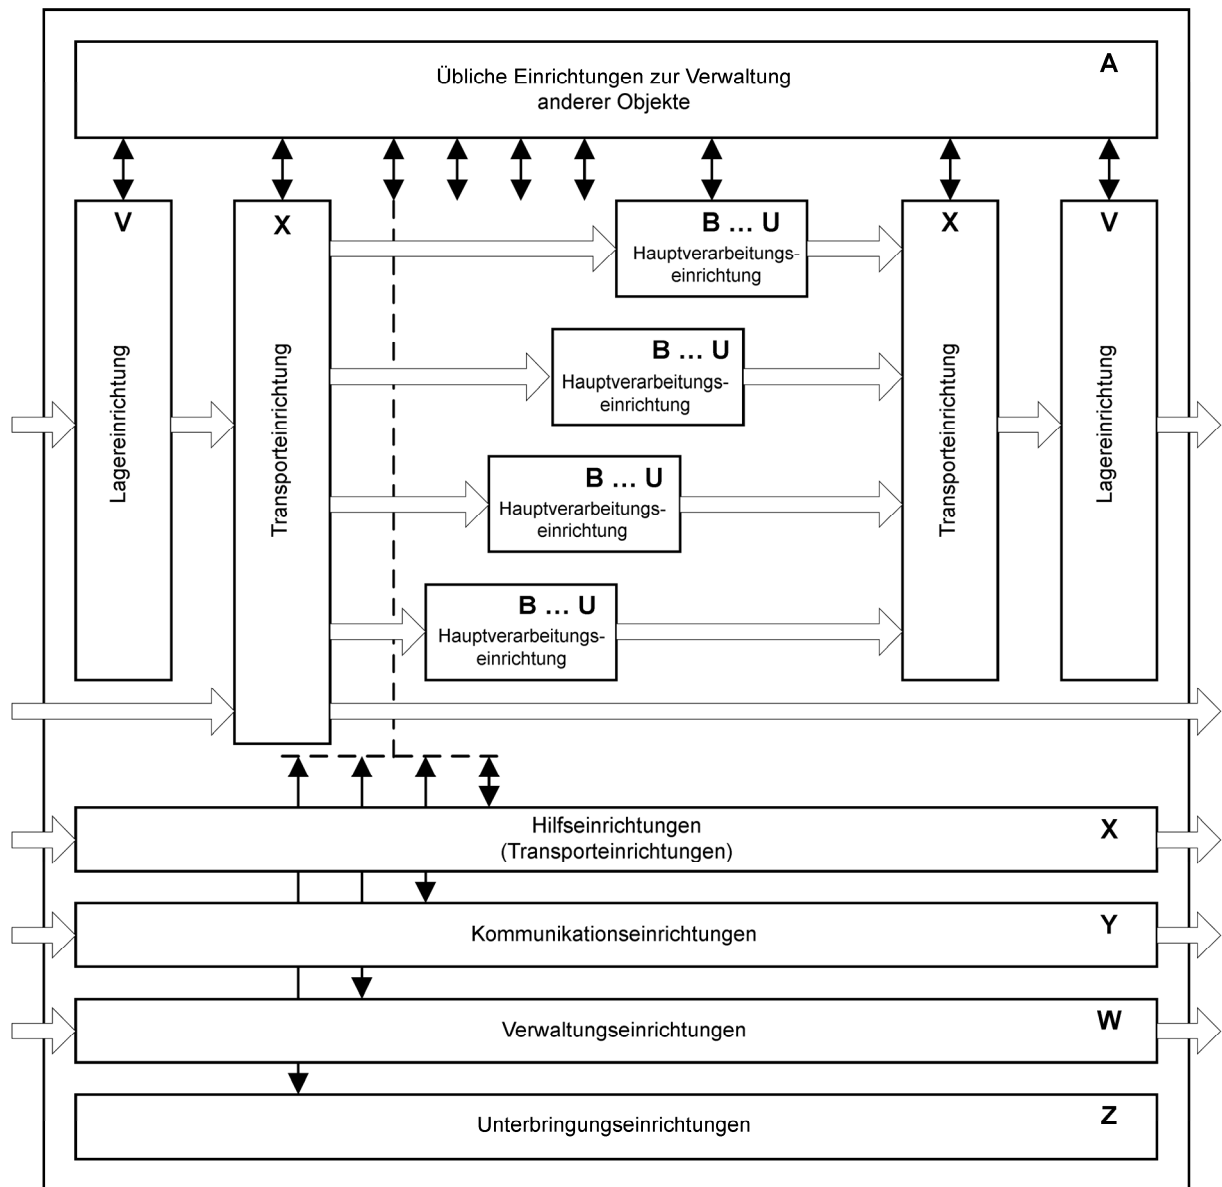 A
Übliche Einrichtungen zur Verwaltung
anderer Objekte
V
Lagereinrichtung
X
Transporteinrichtung
B … U
Hauptverarbeitungs-
einrichtung
B … U
Hauptverarbeitungs-
einrichtung
B … U
Hauptverarbeitungs-
einrichtung
B … U
Hauptverarbeitungs-
einrichtung
X
Transporteinrichtung
V
Lagereinrichtung
Hilfseinrichtungen
(Transporteinrichtungen)
X
Kommunikationseinrichtungen
Y
Verwaltungseinrichtungen
W
Unterbringungseinrichtungen
Z